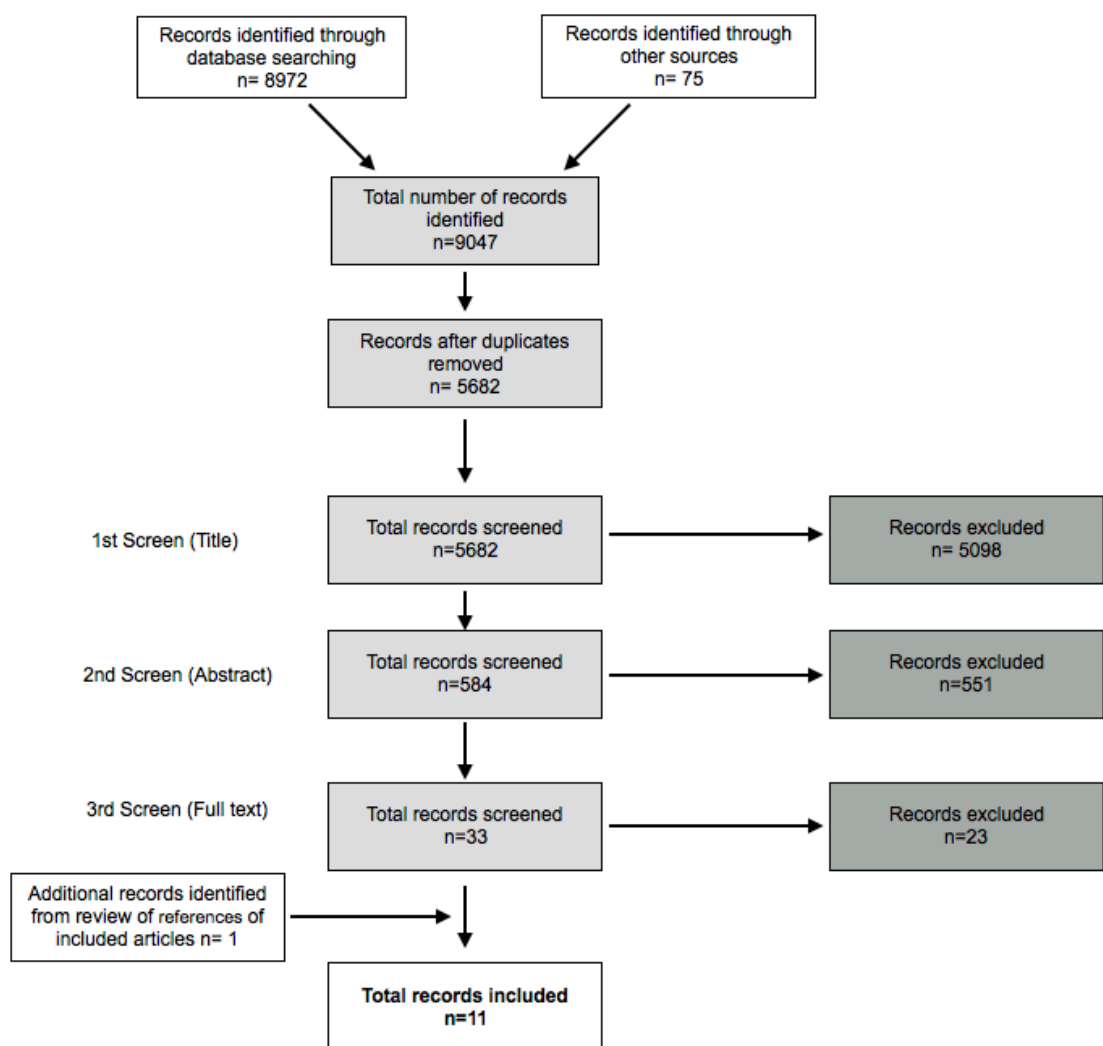 Records identified through
database searching
n= 8972
Records identified through
other sources
n= 75
Total number of records
identified
n=9047
Records after duplicates
removed
n= 5682
1st Screen (Title)
Total records screened
n=5682
Records excluded
n= 5098
2nd Screen (Abstract)
Total records screened
n=584
Records excluded
n=551
3rd Screen (Full text)
Total records screened
n=33
Records excluded
n=23
Additional records identified
from review of references of
included articles n= 1
Total records included
n=11